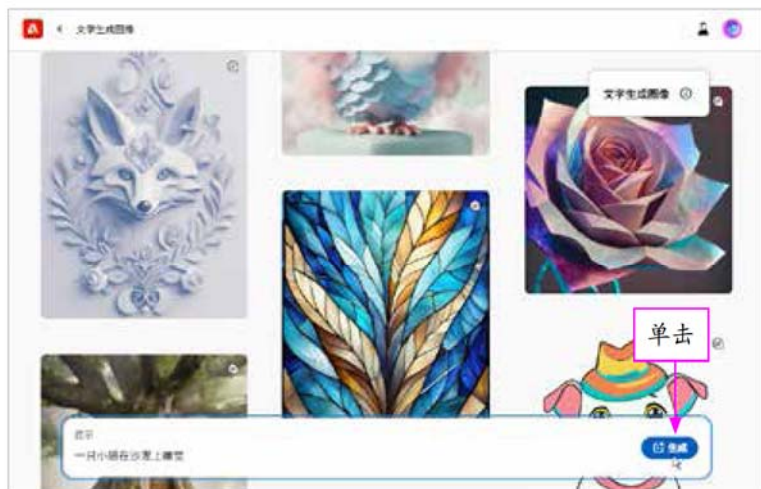 文字生成图像
文字生成图像
单击
提示
一只小猫在沙发上睡觉
生成